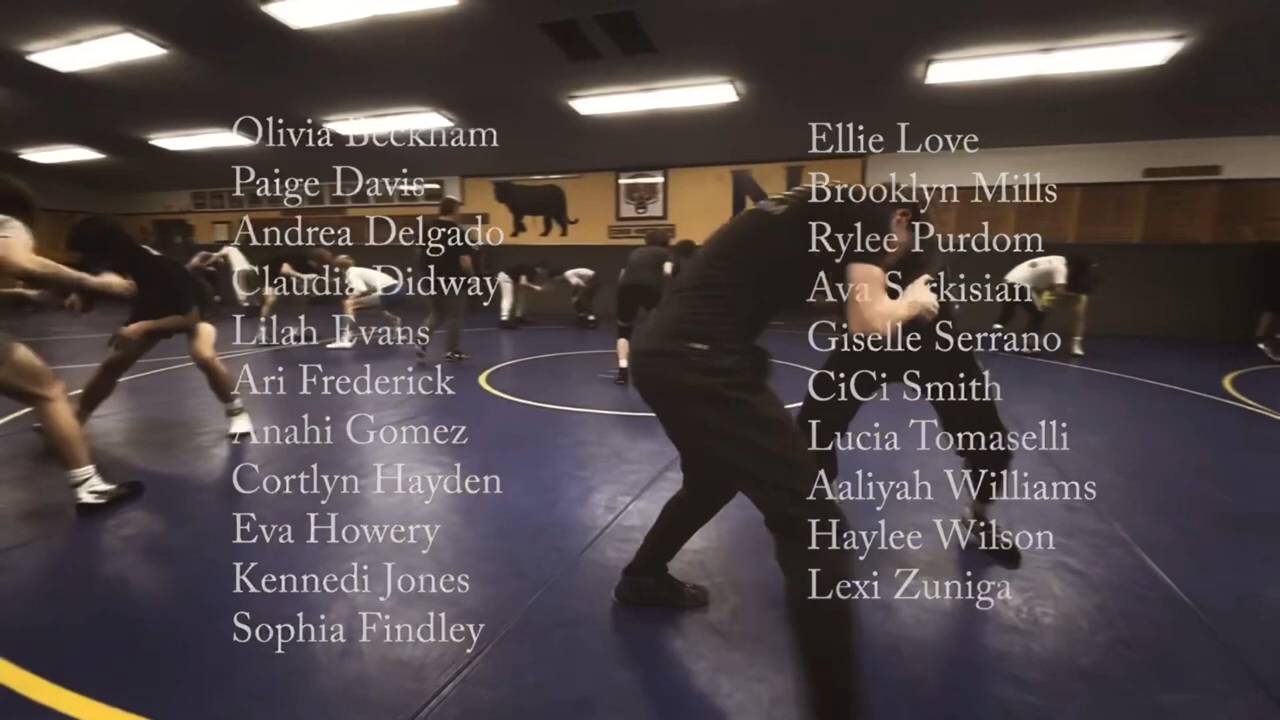 Olivia Beckham
Paige Davis
Andrea Delgado
Claudia Didway
Lilah Evans
Ari Frederick
Anahi Gomez
Cortlyn Hayden
Eva Howery
Kennedi Jones
Sophia Findley
Ellie Love
Brooklyn Mills
Rylee Purdom
Ava Sarkisian
Giselle Serrano
CiCi Smith
Lucia Tomaselli
Aaliyah Williams
Haylee Wilson
Lexi Zuniga
N